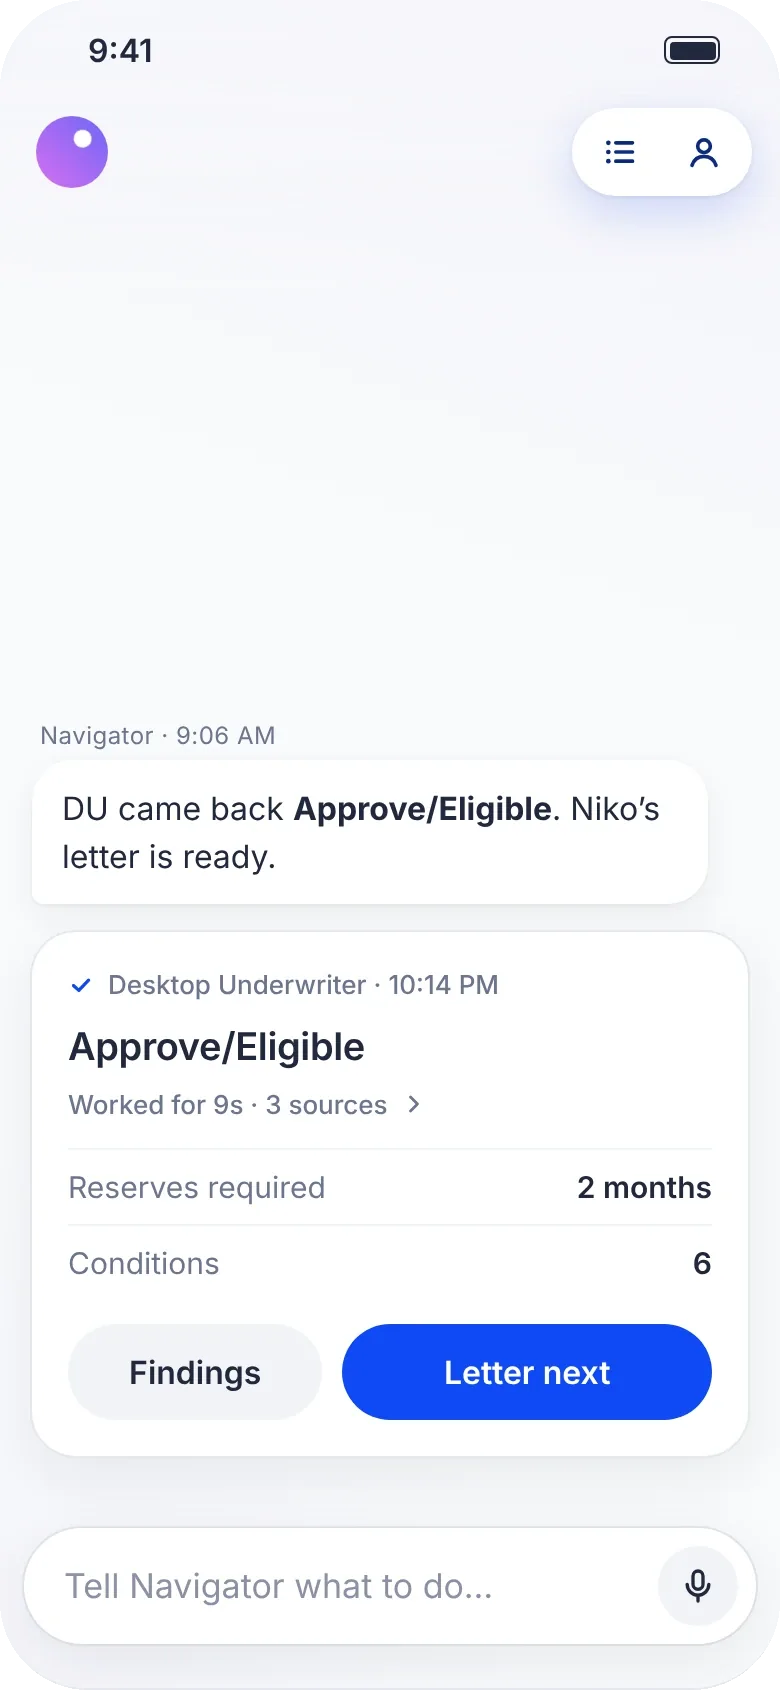 9:41
Navigator · 9:06 AM
DU came back Approve/Eligible. Niko’s
letter is ready.
Desktop Underwriter · 10:14 PM
Approve/Eligible
Worked for 9s · 3 sources
Reserves required 2 months
Conditions 6
Findings Letter next
Tell Navigator what to do...